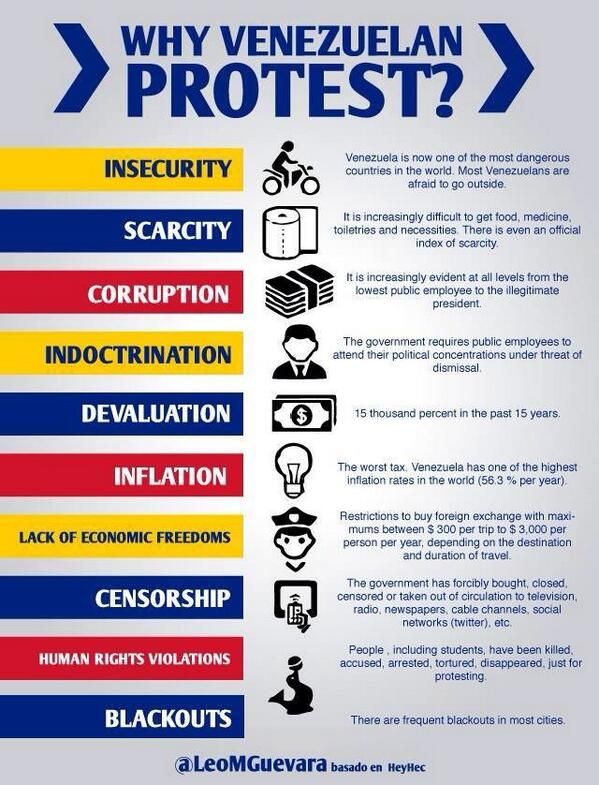 WHY VENEZUELAN
PROTEST?
INSECURITY
Venezuela is now one of the most dangerous
countries in the world. Most Venezuelans are
afraid to go outside.
SCARCITY
It is increasingly difficult to get food, medicine,
toiletries and necessities. There is even an official
index of scarcity.
CORRUPTION
It is increasingly evident at all levels from the
lowest public employee to the illegitimate
president.
INDOCTRINATION
The government requires public employees to
attend their political concentrations under threat of
dismissal.
DEVALUATION
$
15 thousand percent in the past 15 years.
INFLATION
The worst tax. Venezuela has one of the highest
inflation rates in the world (56.3 % per year).
LACK OF ECONOMIC FREEDOMS
Restrictions to buy foreign exchange with maxi-
mums between $ 300 per trip to $ 3,000 per
person per year, depending on the destination
and duration of travel.
CENSORSHIP
The government has forcibly bought, closed,
censored or taken out of circulation to television,
radio, newspapers, cable channels, social
networks (twitter), etc.
HUMAN RIGHTS VIOLATIONS
People , including students, have been killed,
accused, arrested, tortured, disappeared, just for
protesting.
BLACKOUTS
There are frequent blackouts in most cities.
@LeoMGuevara basado en HeyHec